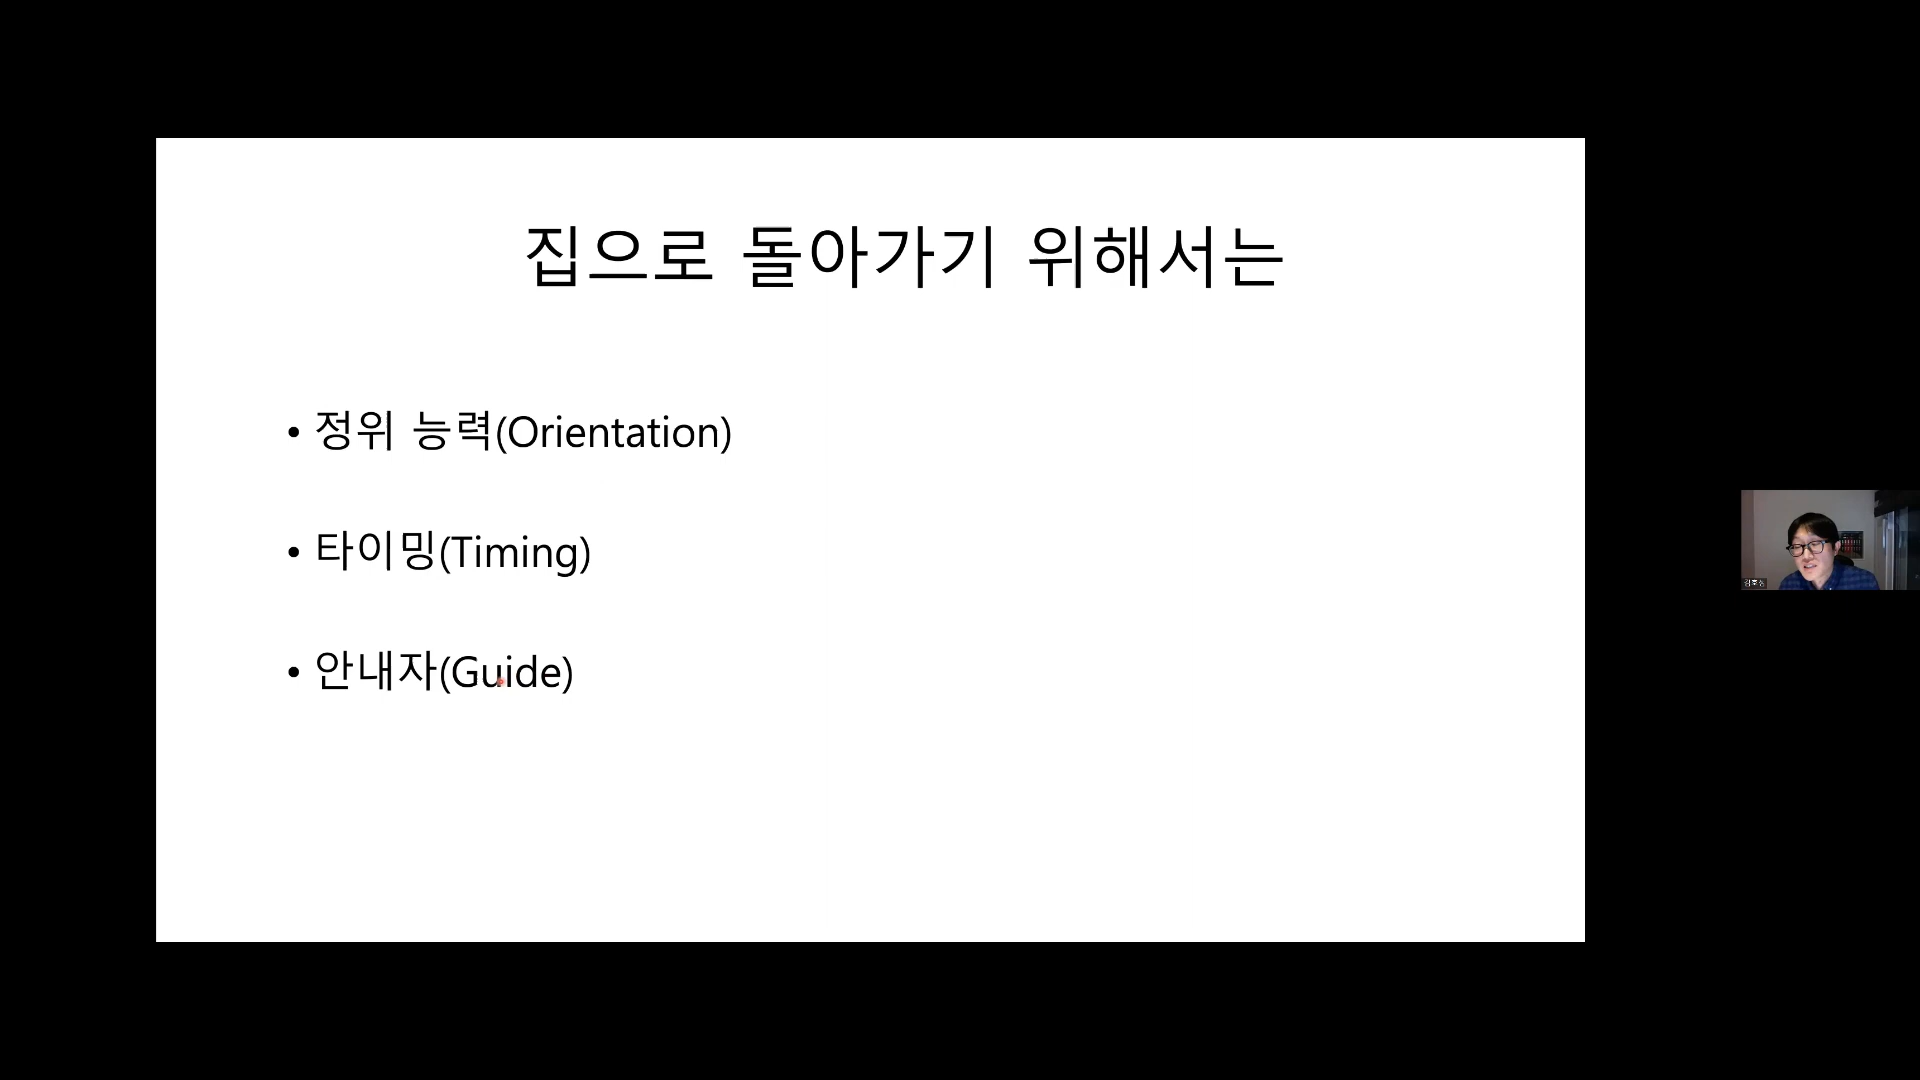 집으로 돌아가기 위해서는
• 정위 능력(Orientation)
• 타이밍(Timing)
• 안내자(Guide)